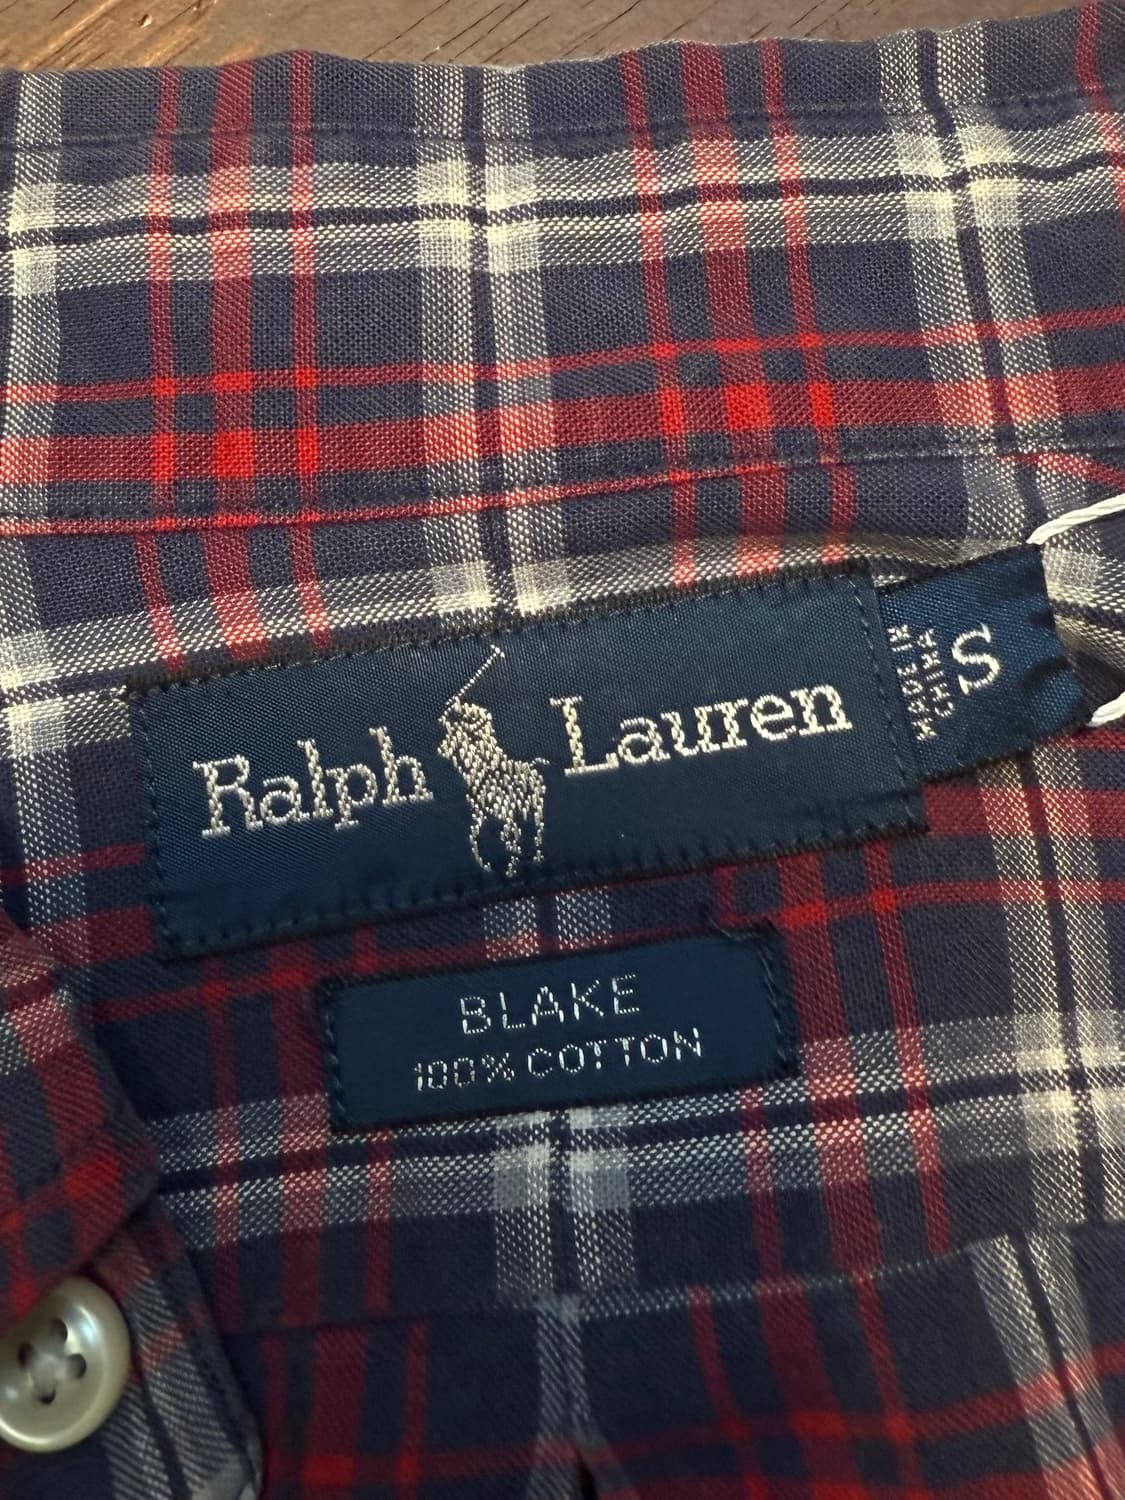 Ralph Lauren
MADE IN
CHINA
S
BLAKE
100% COTTON